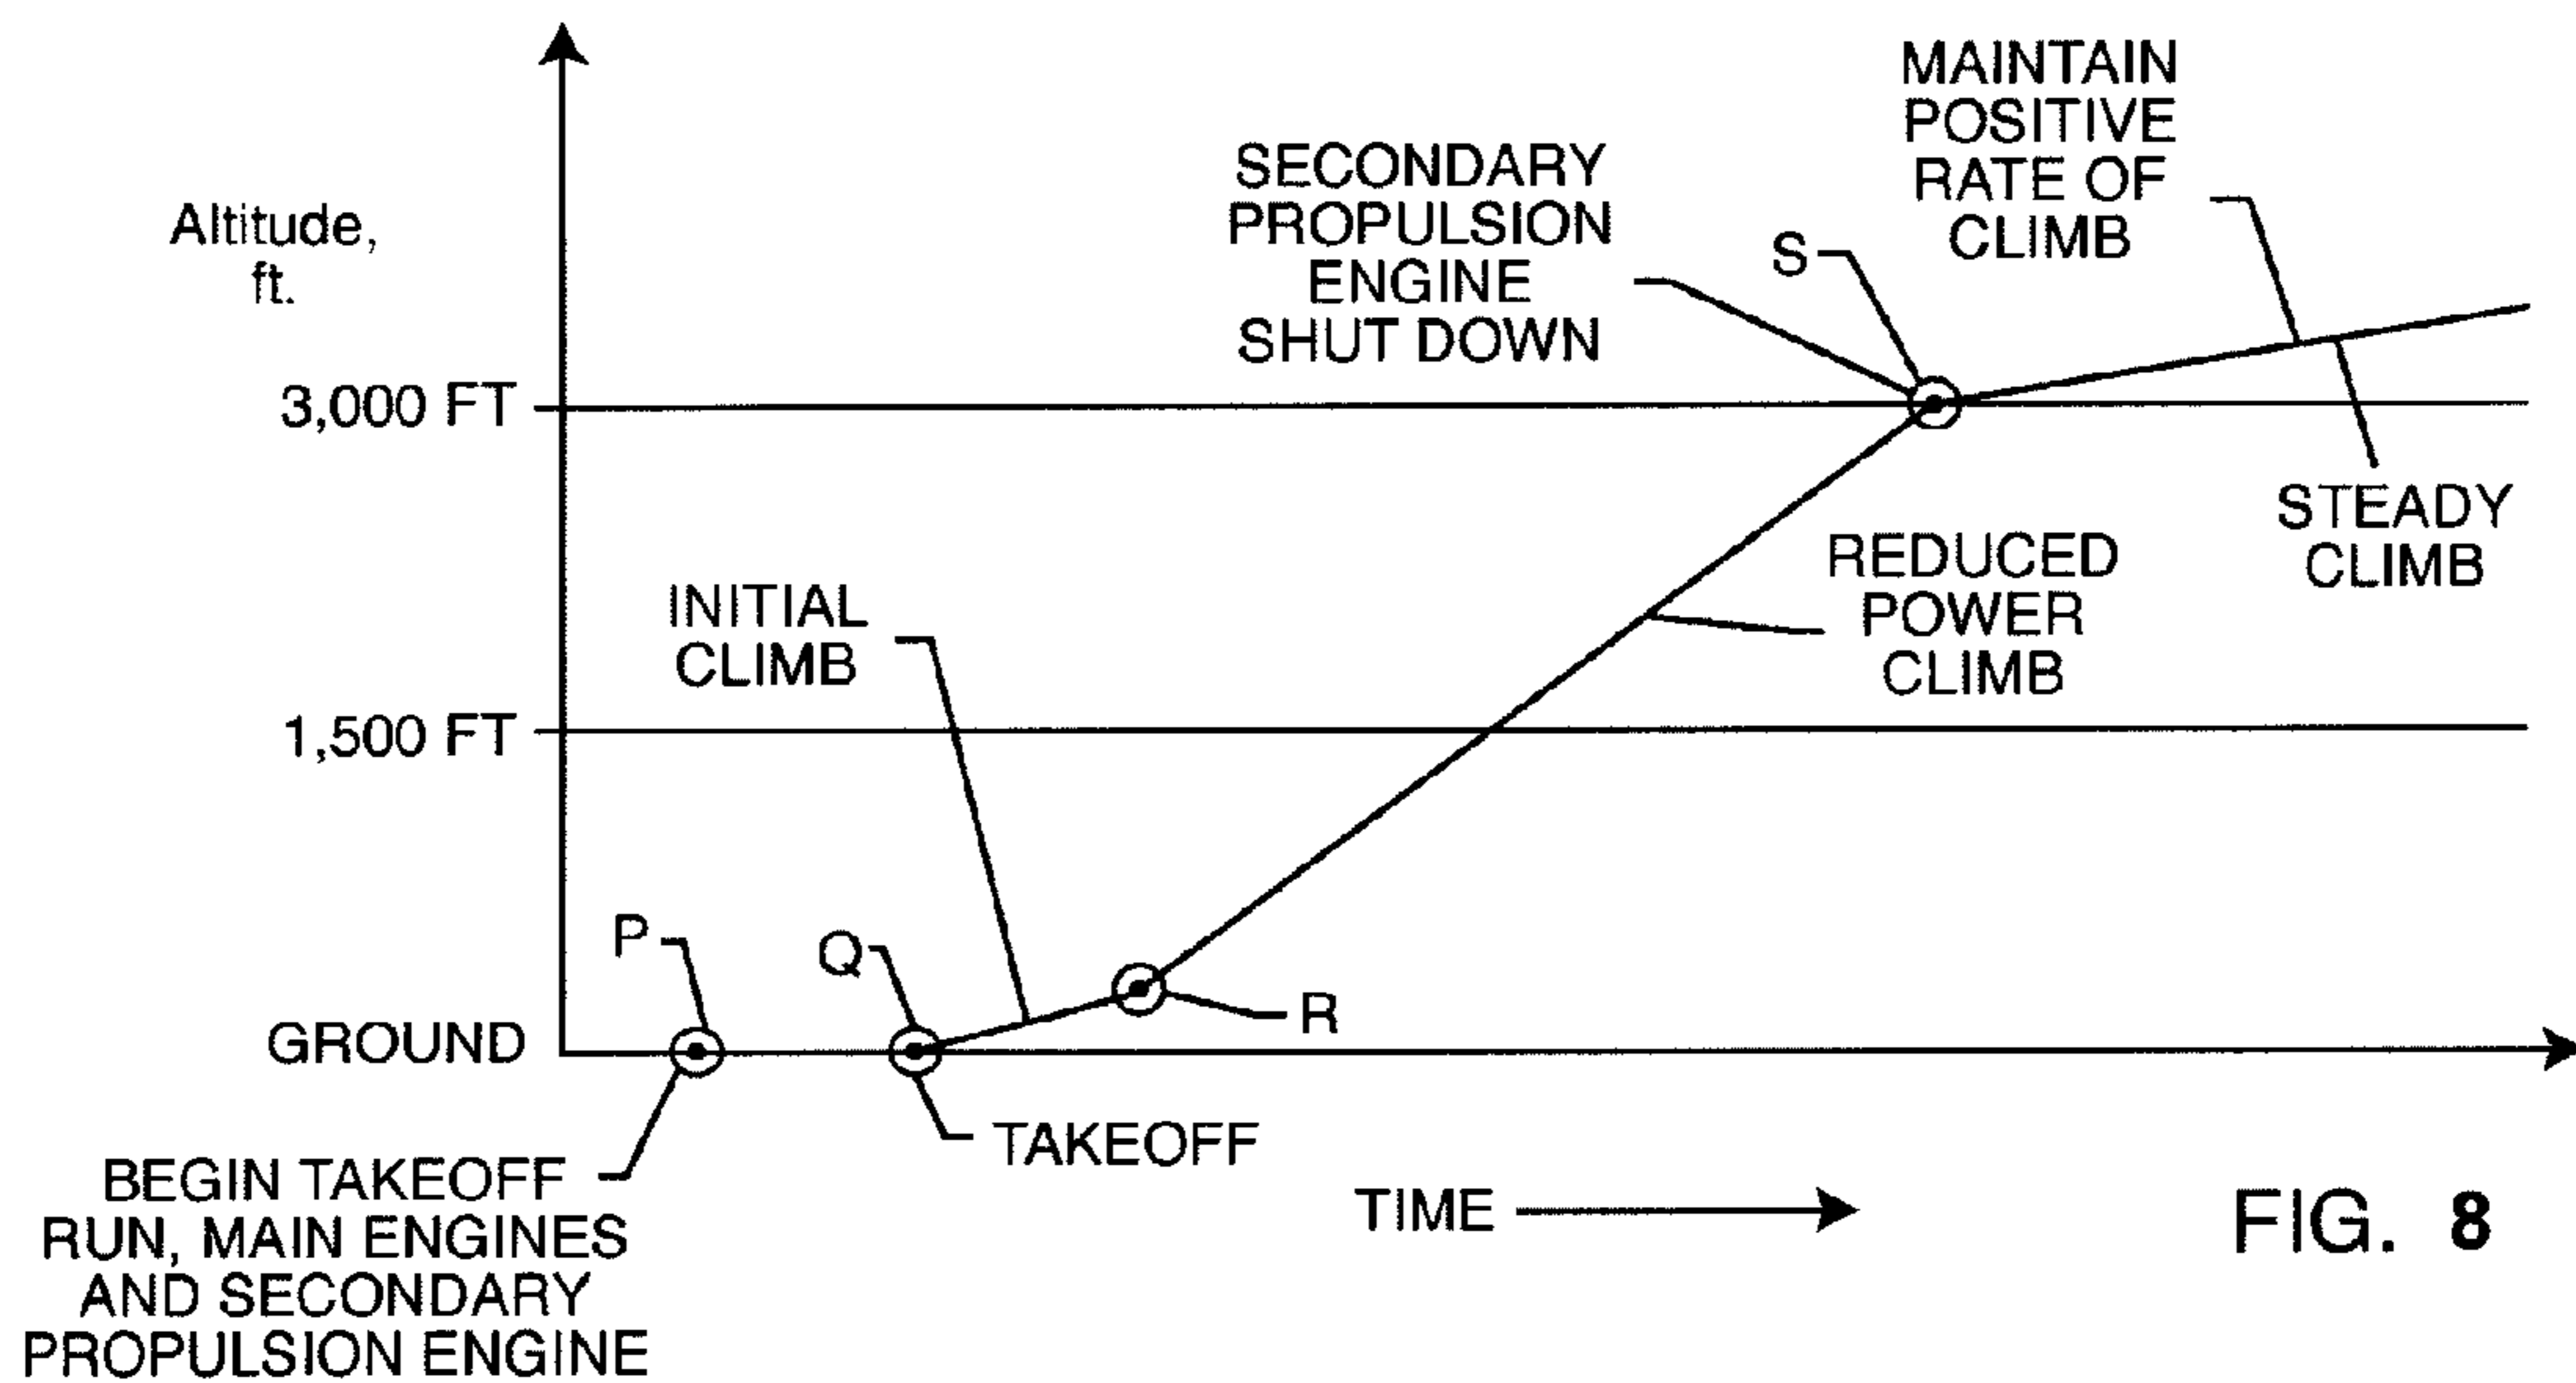 MAINTAIN
POSITIVE
RATE OF
CLIMB
SECONDARY
PROPULSION
ENGINE
SHUT DOWN
S
Altitude,
ft.
3,000 FT
STEADY
CLIMB
REDUCED
POWER
CLIMB
INITIAL
CLIMB
1,500 FT
P
Q
R
GROUND
TAKEOFF
BEGIN TAKEOFF
RUN, MAIN ENGINES
AND SECONDARY
PROPULSION ENGINE
TIME
FIG. 8